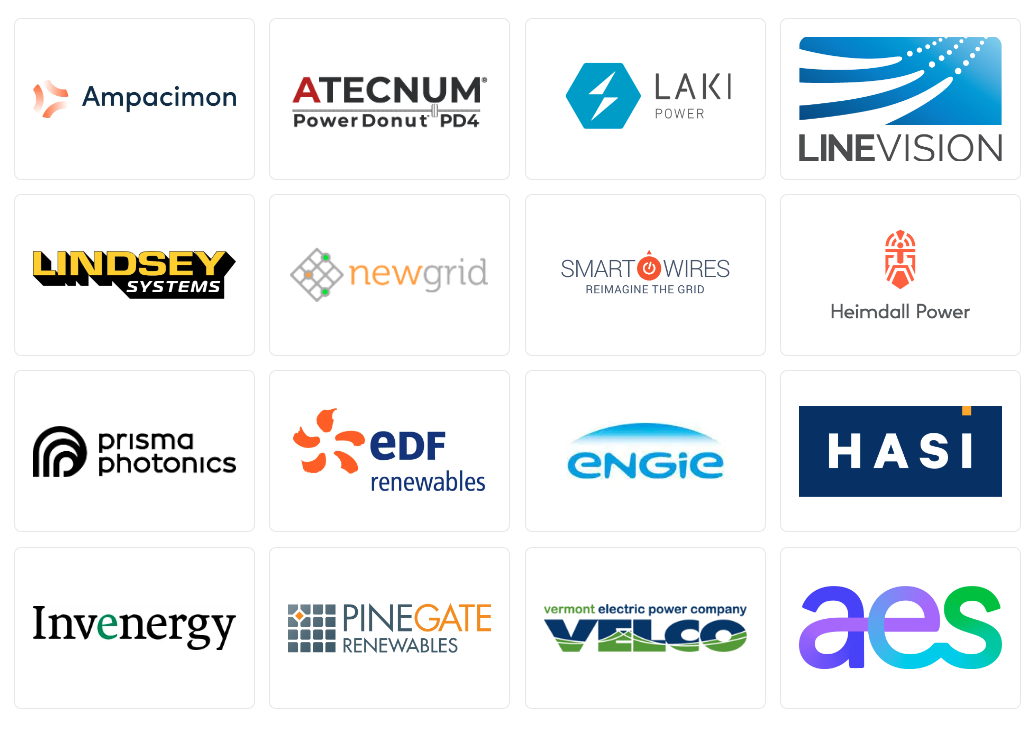 Ampacimon
ATECNUM®
PowerDonut™ PD4
LAKI
POWER
LINEVISION
LINDSEY
SYSTEMS
newgrid
SMART WIRES
REIMAGINE THE GRID
Heimdall Power
prisma
photonics
eDF
renewables
ENGIE
HASI
Invenergy
PINEGATE
RENEWABLES
vermont electric power company
VELCO
aes